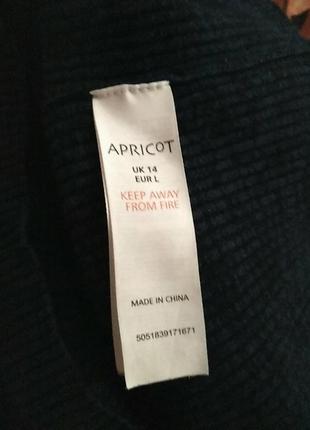 APRICOT
UK 14
EUR L
KEEP AWAY
FROM FIRE
MADE IN CHINA
5051839171671